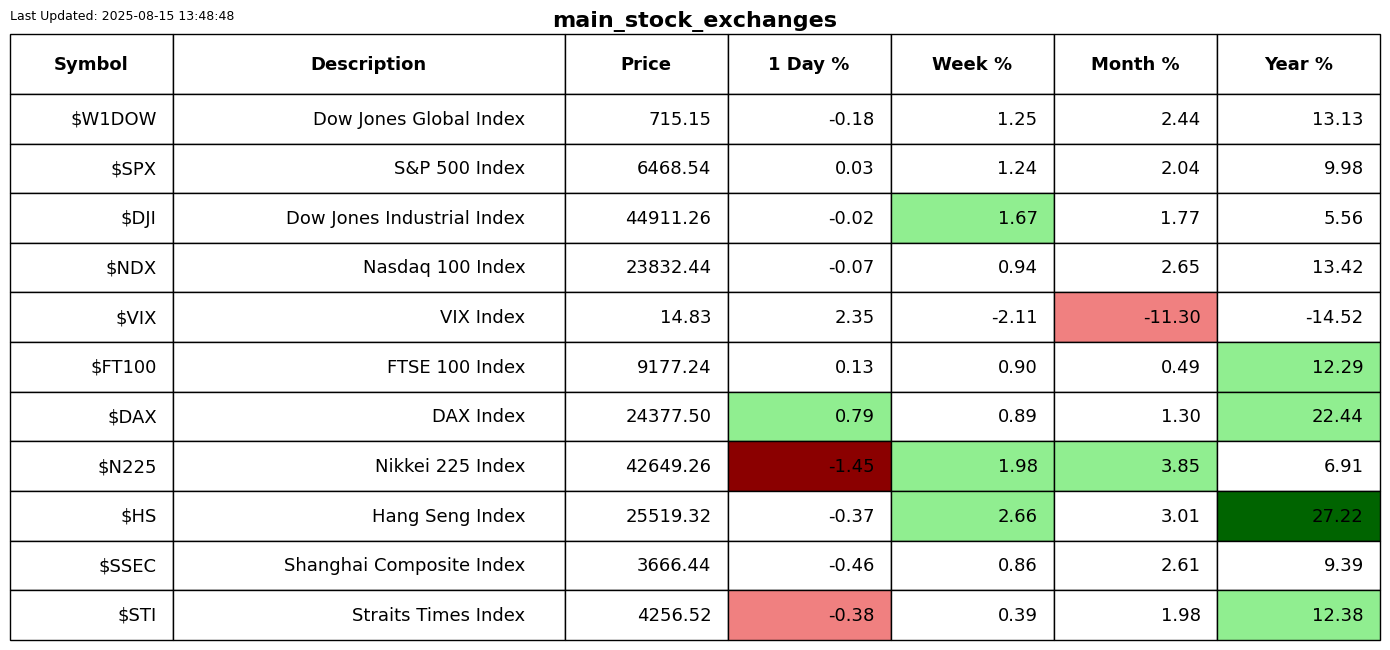 Last Updated: 2025-08-15 13:48:48
main_stock_exchanges
Symbol Description Price 1 Day % Week % Month % Year %
$W1DOW Dow Jones Global Index 715.15 -0.18 1.25 2.44 13.13
$SPX S&P 500 Index 6468.54 0.03 1.24 2.04 9.98
$DJI Dow Jones Industrial Index 44911.26 -0.02 1.67 1.77 5.56
$NDX Nasdaq 100 Index 23832.44 -0.07 0.94 2.65 13.42
$VIX VIX Index 14.83 2.35 -2.11 -11.30 -14.52
$FT100 FTSE 100 Index 9177.24 0.13 0.90 0.49 12.29
$DAX DAX Index 24377.50 0.79 0.89 1.30 22.44
$N225 Nikkei 225 Index 42649.26 -1.45 1.98 3.85 6.91
$HS Hang Seng Index 25519.32 -0.37 2.66 3.01 27.22
$SSEC Shanghai Composite Index 3666.44 -0.46 0.86 2.61 9.39
$STI Straits Times Index 4256.52 -0.38 0.39 1.98 12.38